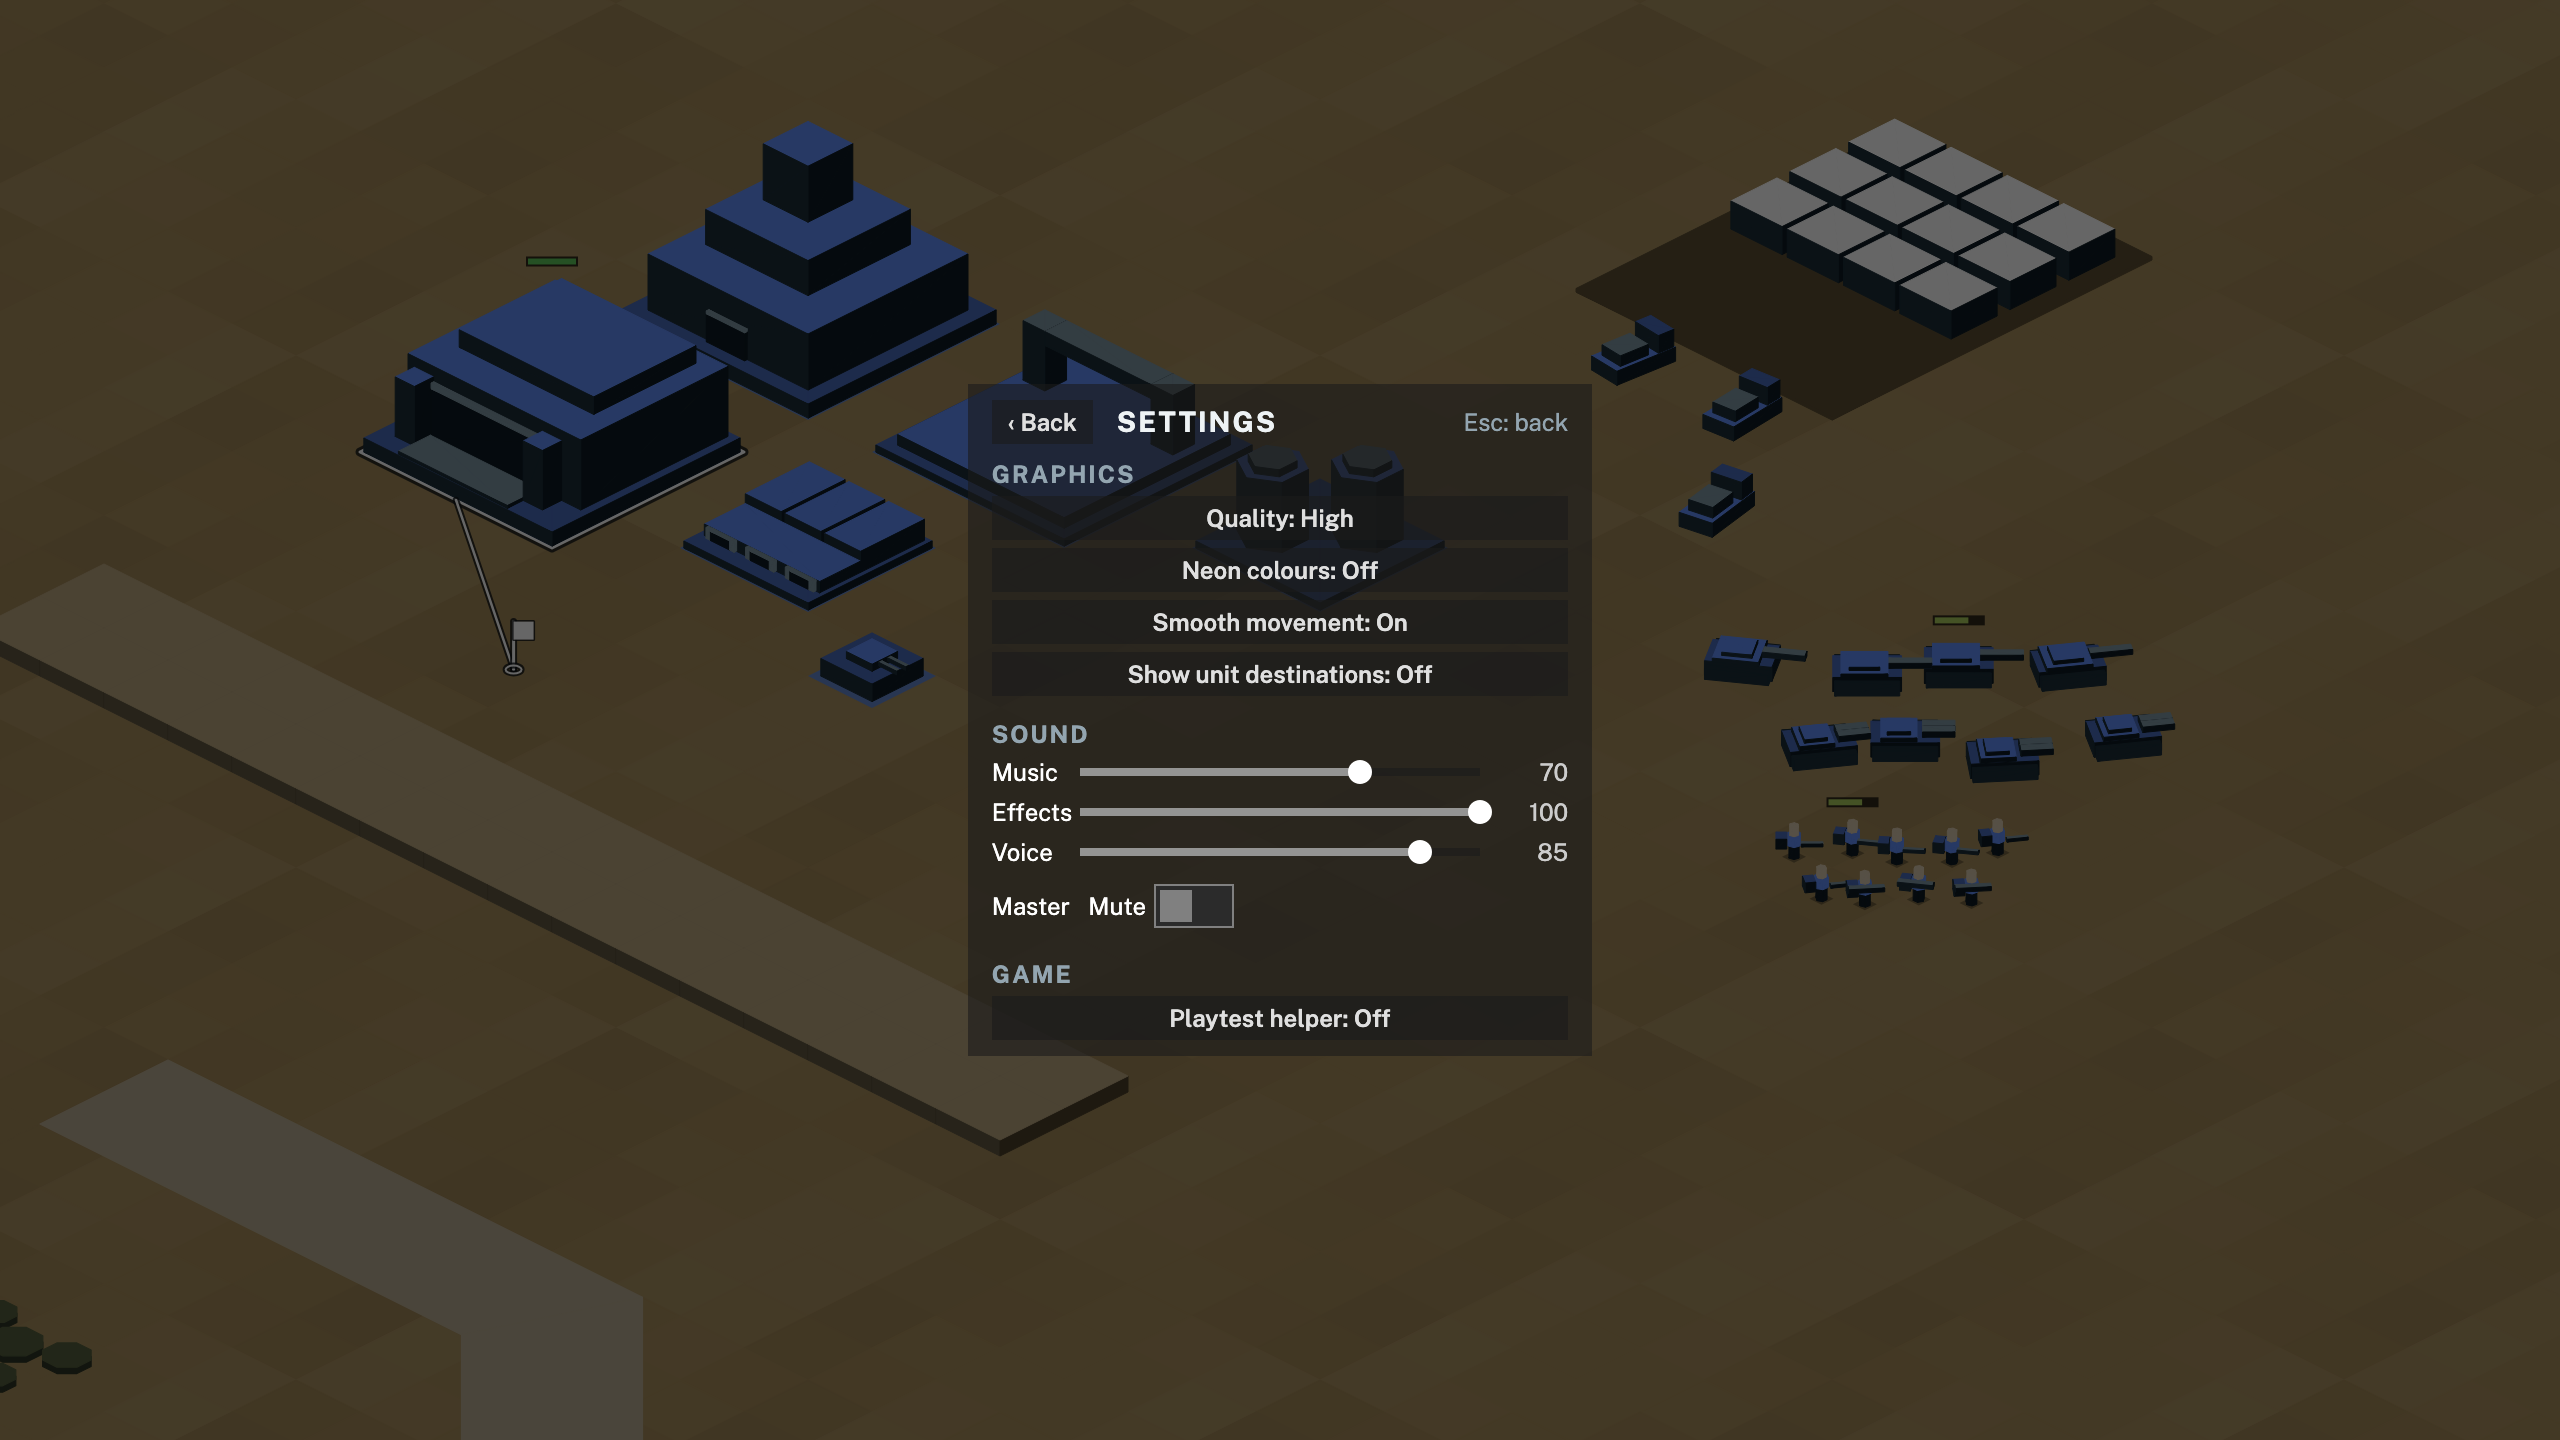 ‹ Back SETTINGS Esc: back
GRAPHICS
Quality: High
Neon colours: Off
Smooth movement: On
Show unit destinations: Off
SOUND
Music 70
Effects 100
Voice 85
Master Mute
GAME
Playtest helper: Off